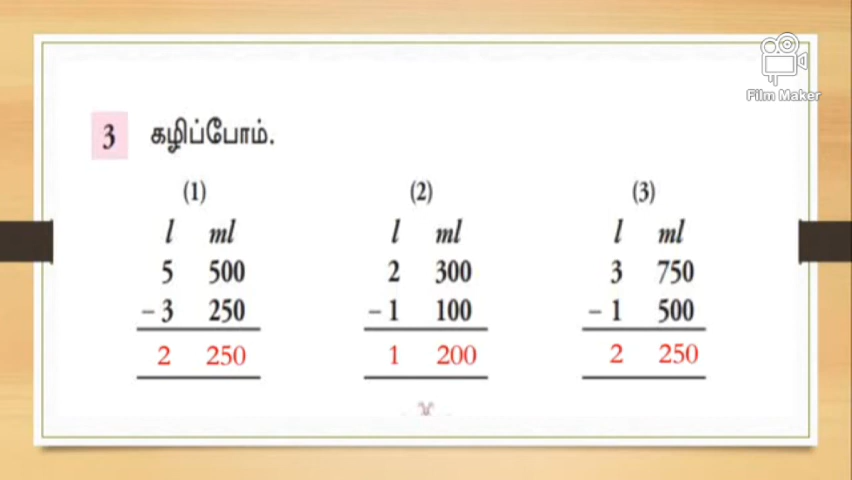 Film Maker
3 கழிப்போம்.
(1) (2) (3)
l ml l ml l ml
5 500 2 300 3 750
– 3 250 – 1 100 – 1 500
2 250 1 200 2 250